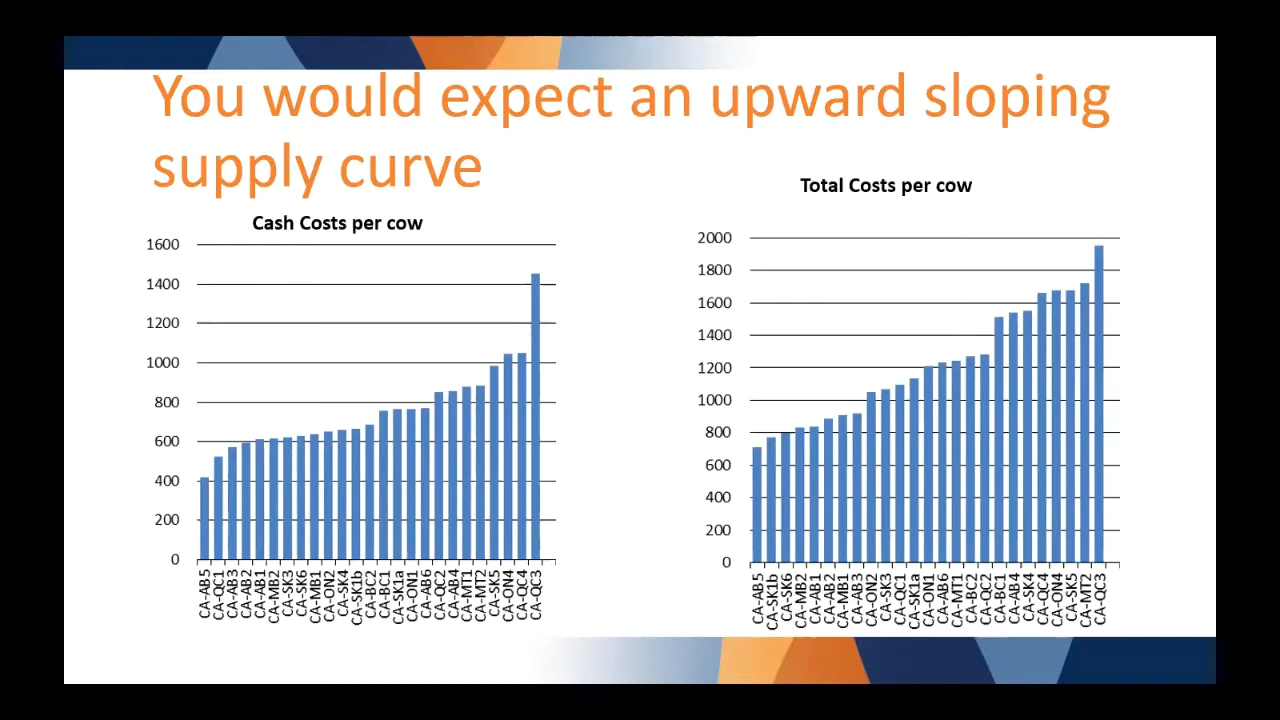 You would expect an upward sloping
supply curve
Cash Costs per cow
1600
1400
1200
1000
800
600
400
200
0
CA-AB5
CA-QC1
CA-AB3
CA-AB2
CA-AB1
CA-MB2
CA-SK3
CA-SK6
CA-MB1
CA-ON2
CA-SK4
CA-SK1b
CA-BC2
CA-BC1
CA-SK1a
CA-ON1
CA-AB6
CA-QC2
CA-AB4
CA-MT1
CA-MT2
CA-SK5
CA-ON4
CA-QC4
CA-QC3
Total Costs per cow
2000
1800
1600
1400
1200
1000
800
600
400
200
0
CA-AB5
CA-SK1b
CA-SK6
CA-MB2
CA-AB1
CA-AB2
CA-MB1
CA-AB3
CA-ON2
CA-SK3
CA-QC1
CA-SK1a
CA-ON1
CA-AB6
CA-MT1
CA-BC2
CA-QC2
CA-BC1
CA-AB4
CA-SK4
CA-QC4
CA-ON4
CA-SK5
CA-MT2
CA-QC3